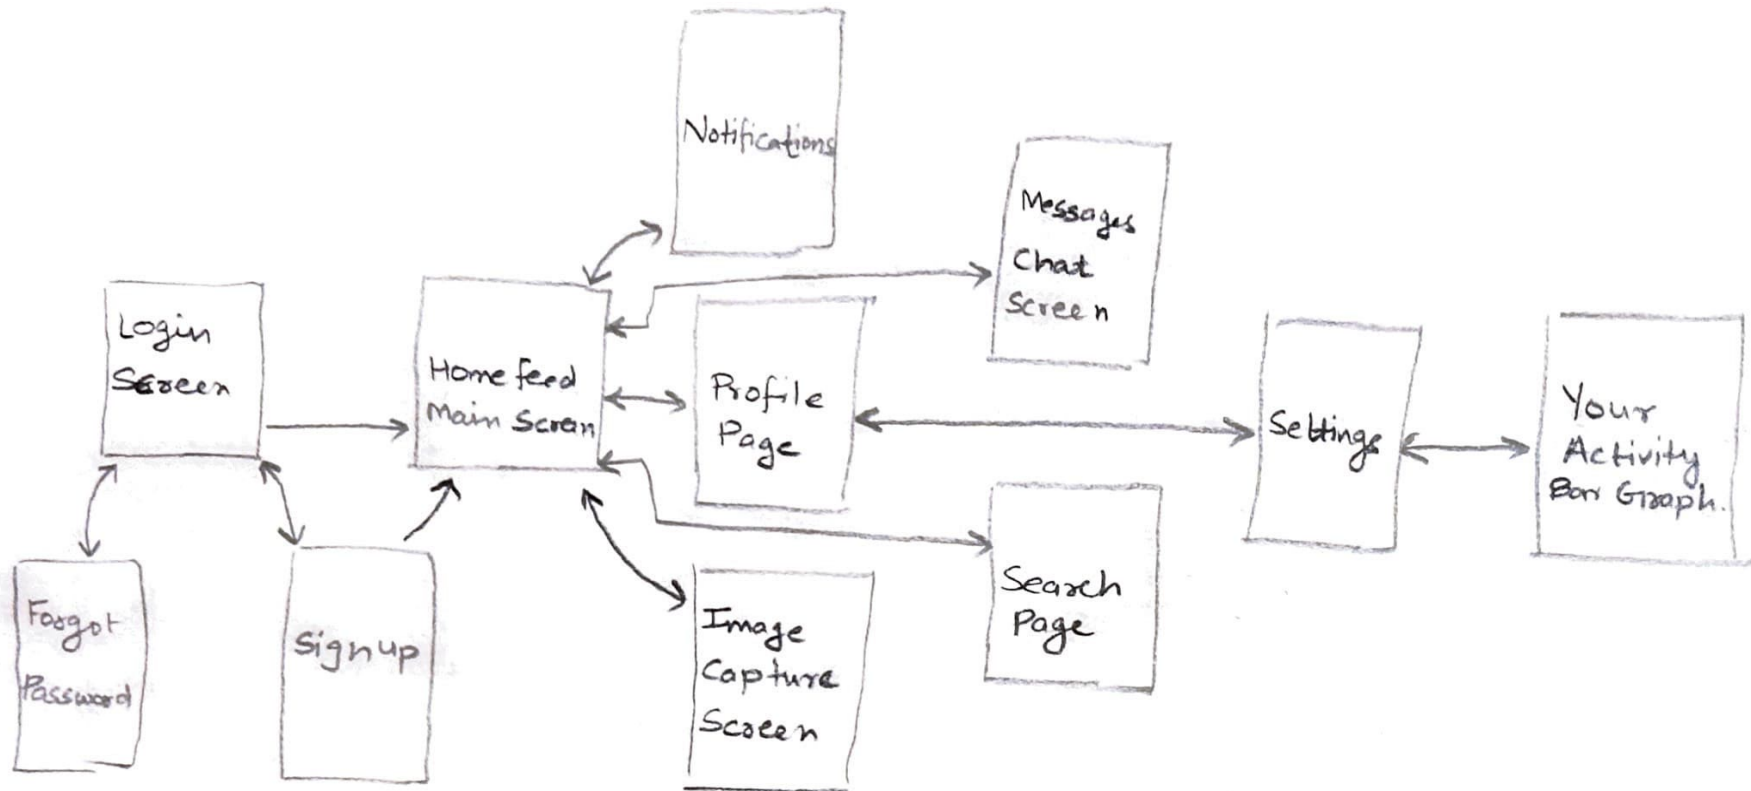 Notifications
Messages
Chat
Screen
Login
Screen
Home feed
Main Screen
Profile
Page
Settings
Your
Activity
Bar Graph.
Forgot
Password
Signup
Image
Capture
Screen
Search
Page